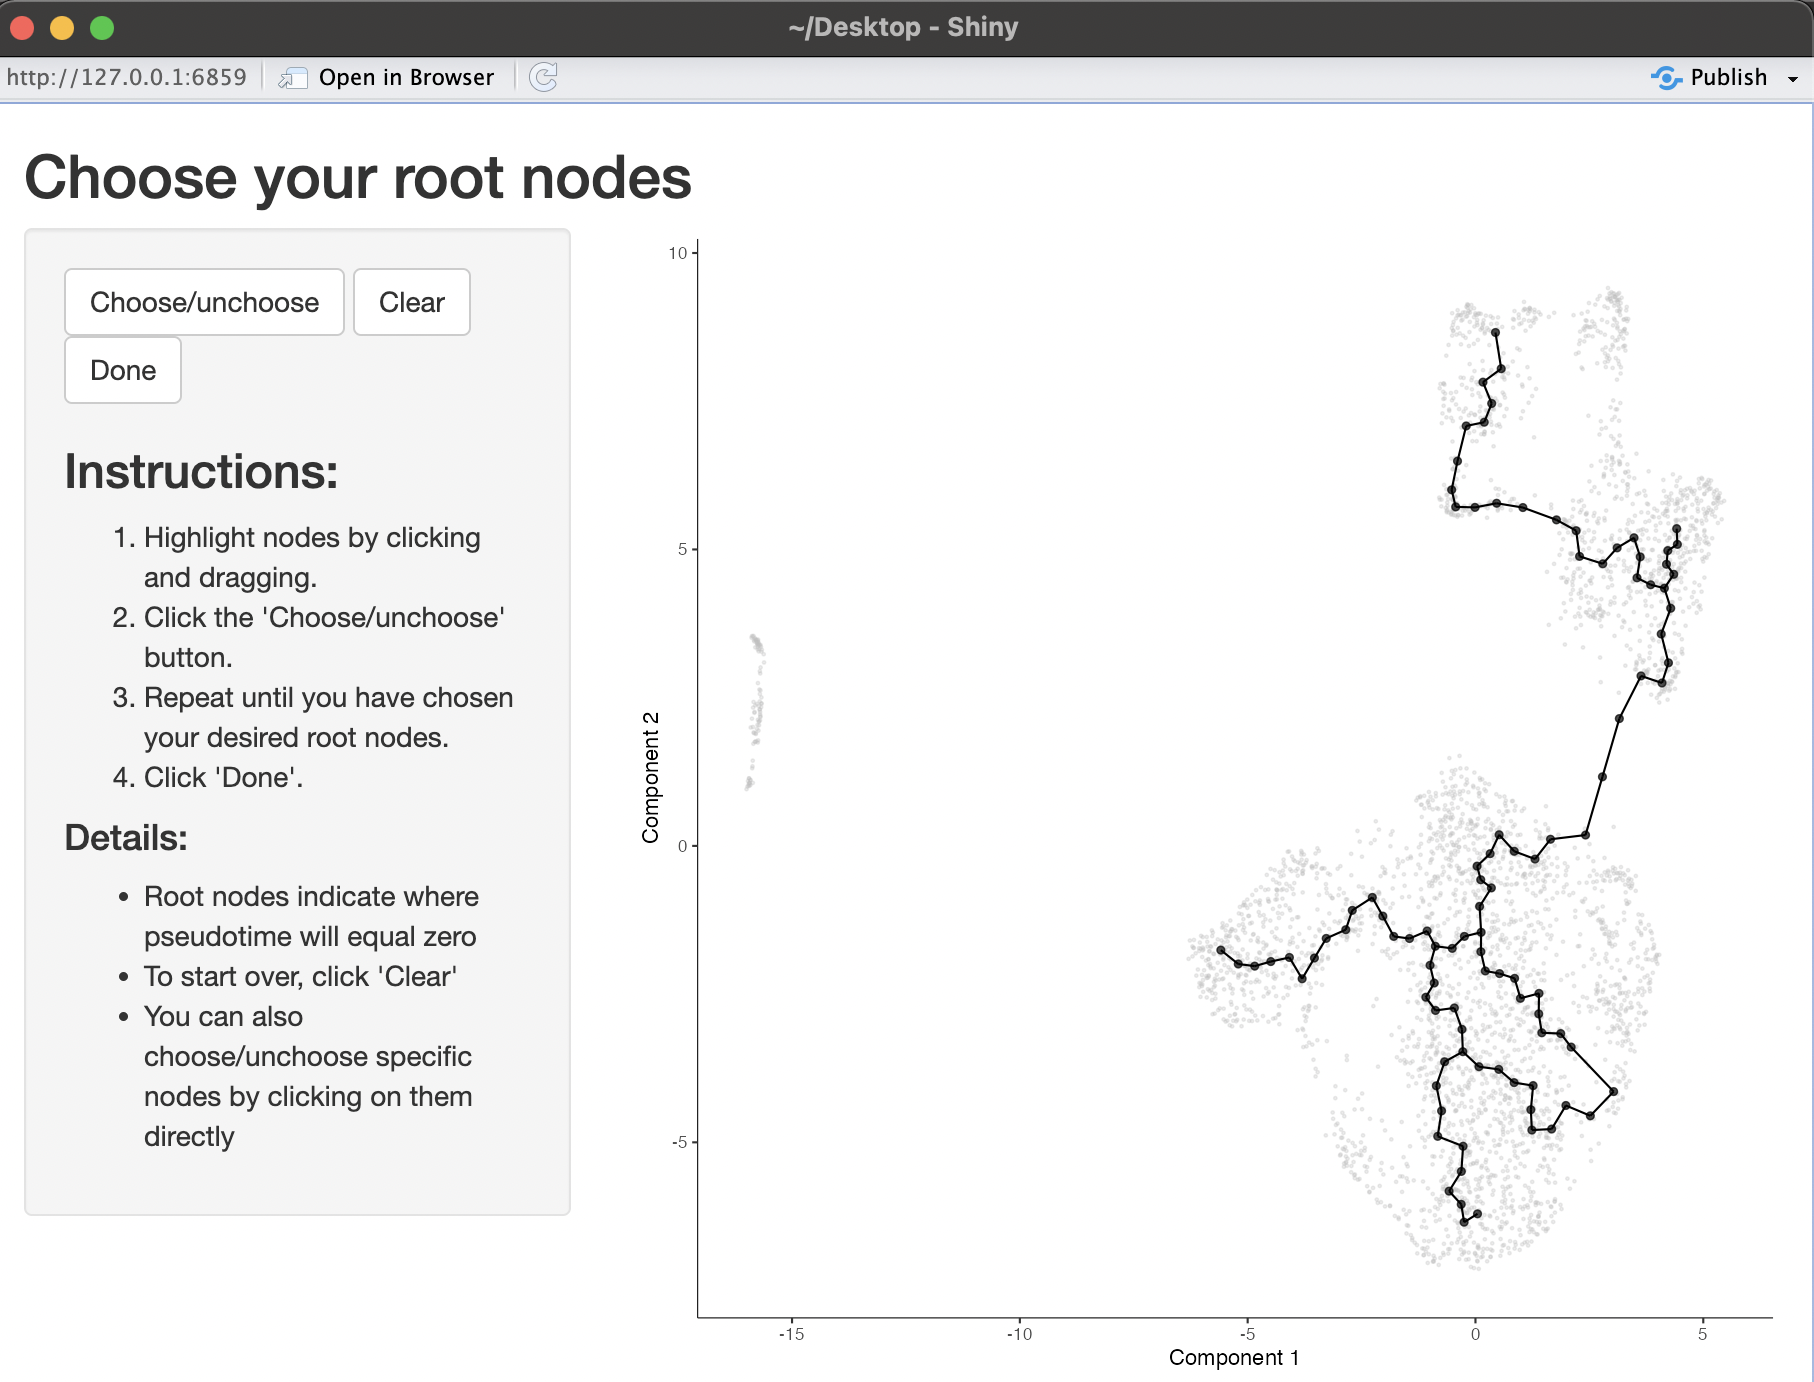 ~/Desktop - Shiny
http://127.0.0.1:6859 Open in Browser Publish
Choose your root nodes
Choose/unchoose Clear
Done
Instructions:
1. Highlight nodes by clicking
and dragging.
2. Click the 'Choose/unchoose'
button.
3. Repeat until you have chosen
your desired root nodes.
4. Click 'Done'.
Details:
• Root nodes indicate where
pseudotime will equal zero
• To start over, click 'Clear'
• You can also
choose/unchoose specific
nodes by clicking on them
directly
10
5
0
-5
Component 2
-15 -10 -5 0 5
Component 1